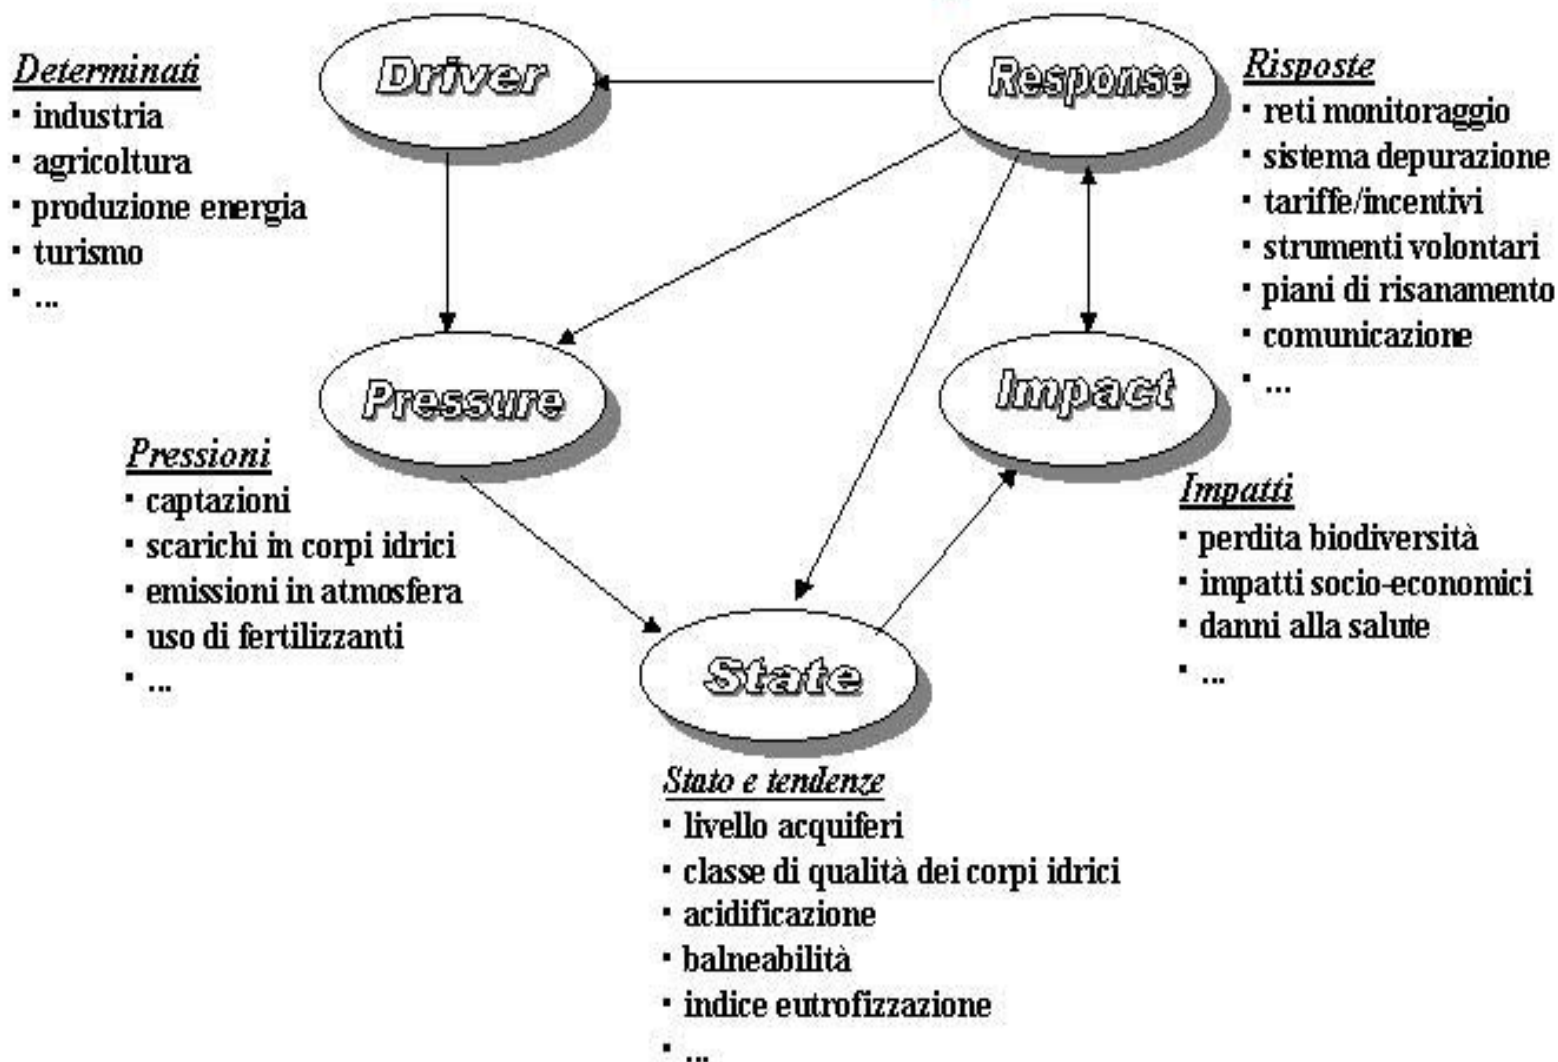 Driver
Response
Determinati
▪ industria
▪ agricoltura
▪ produzione energia
▪ turismo
▪ ...
Risposte
▪ reti monitoraggio
▪ sistema depurazione
▪ tariffe/incentivi
▪ strumenti volontari
▪ piani di risanamento
▪ comunicazione
▪ ...
Pressure
Impact
Pressioni
▪ captazioni
▪ scarichi in corpi idrici
▪ emissioni in atmosfera
▪ uso di fertilizzanti
▪ ...
Impatti
▪ perdita biodiversità
▪ impatti socio-economici
▪ danni alla salute
▪ ...
State
Stato e tendenze
▪ livello acquiferi
▪ classe di qualità dei corpi idrici
▪ acidificazione
▪ balneabilità
▪ indice eutrofizzazione
▪ ...